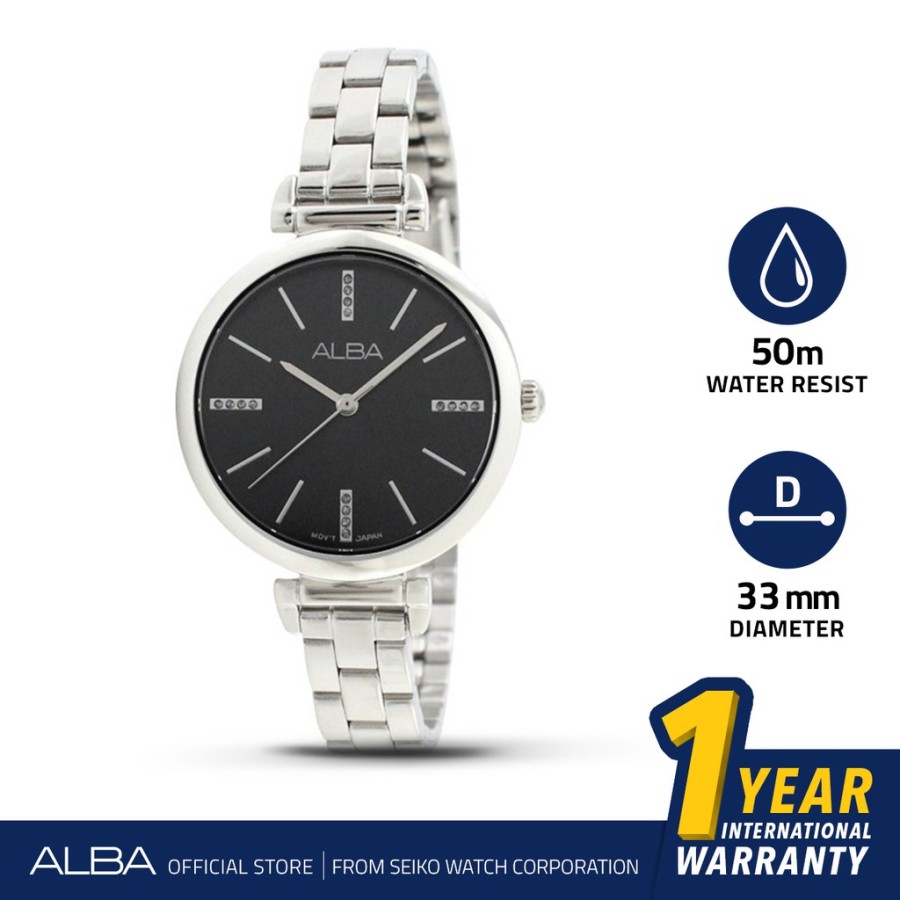 ALBA
MOV'T JAPAN
50m
WATER RESIST
D
33 mm
DIAMETER
1 YEAR
INTERNATIONAL
WARRANTY
ALBA OFFICIAL STORE | FROM SEIKO WATCH CORPORATION